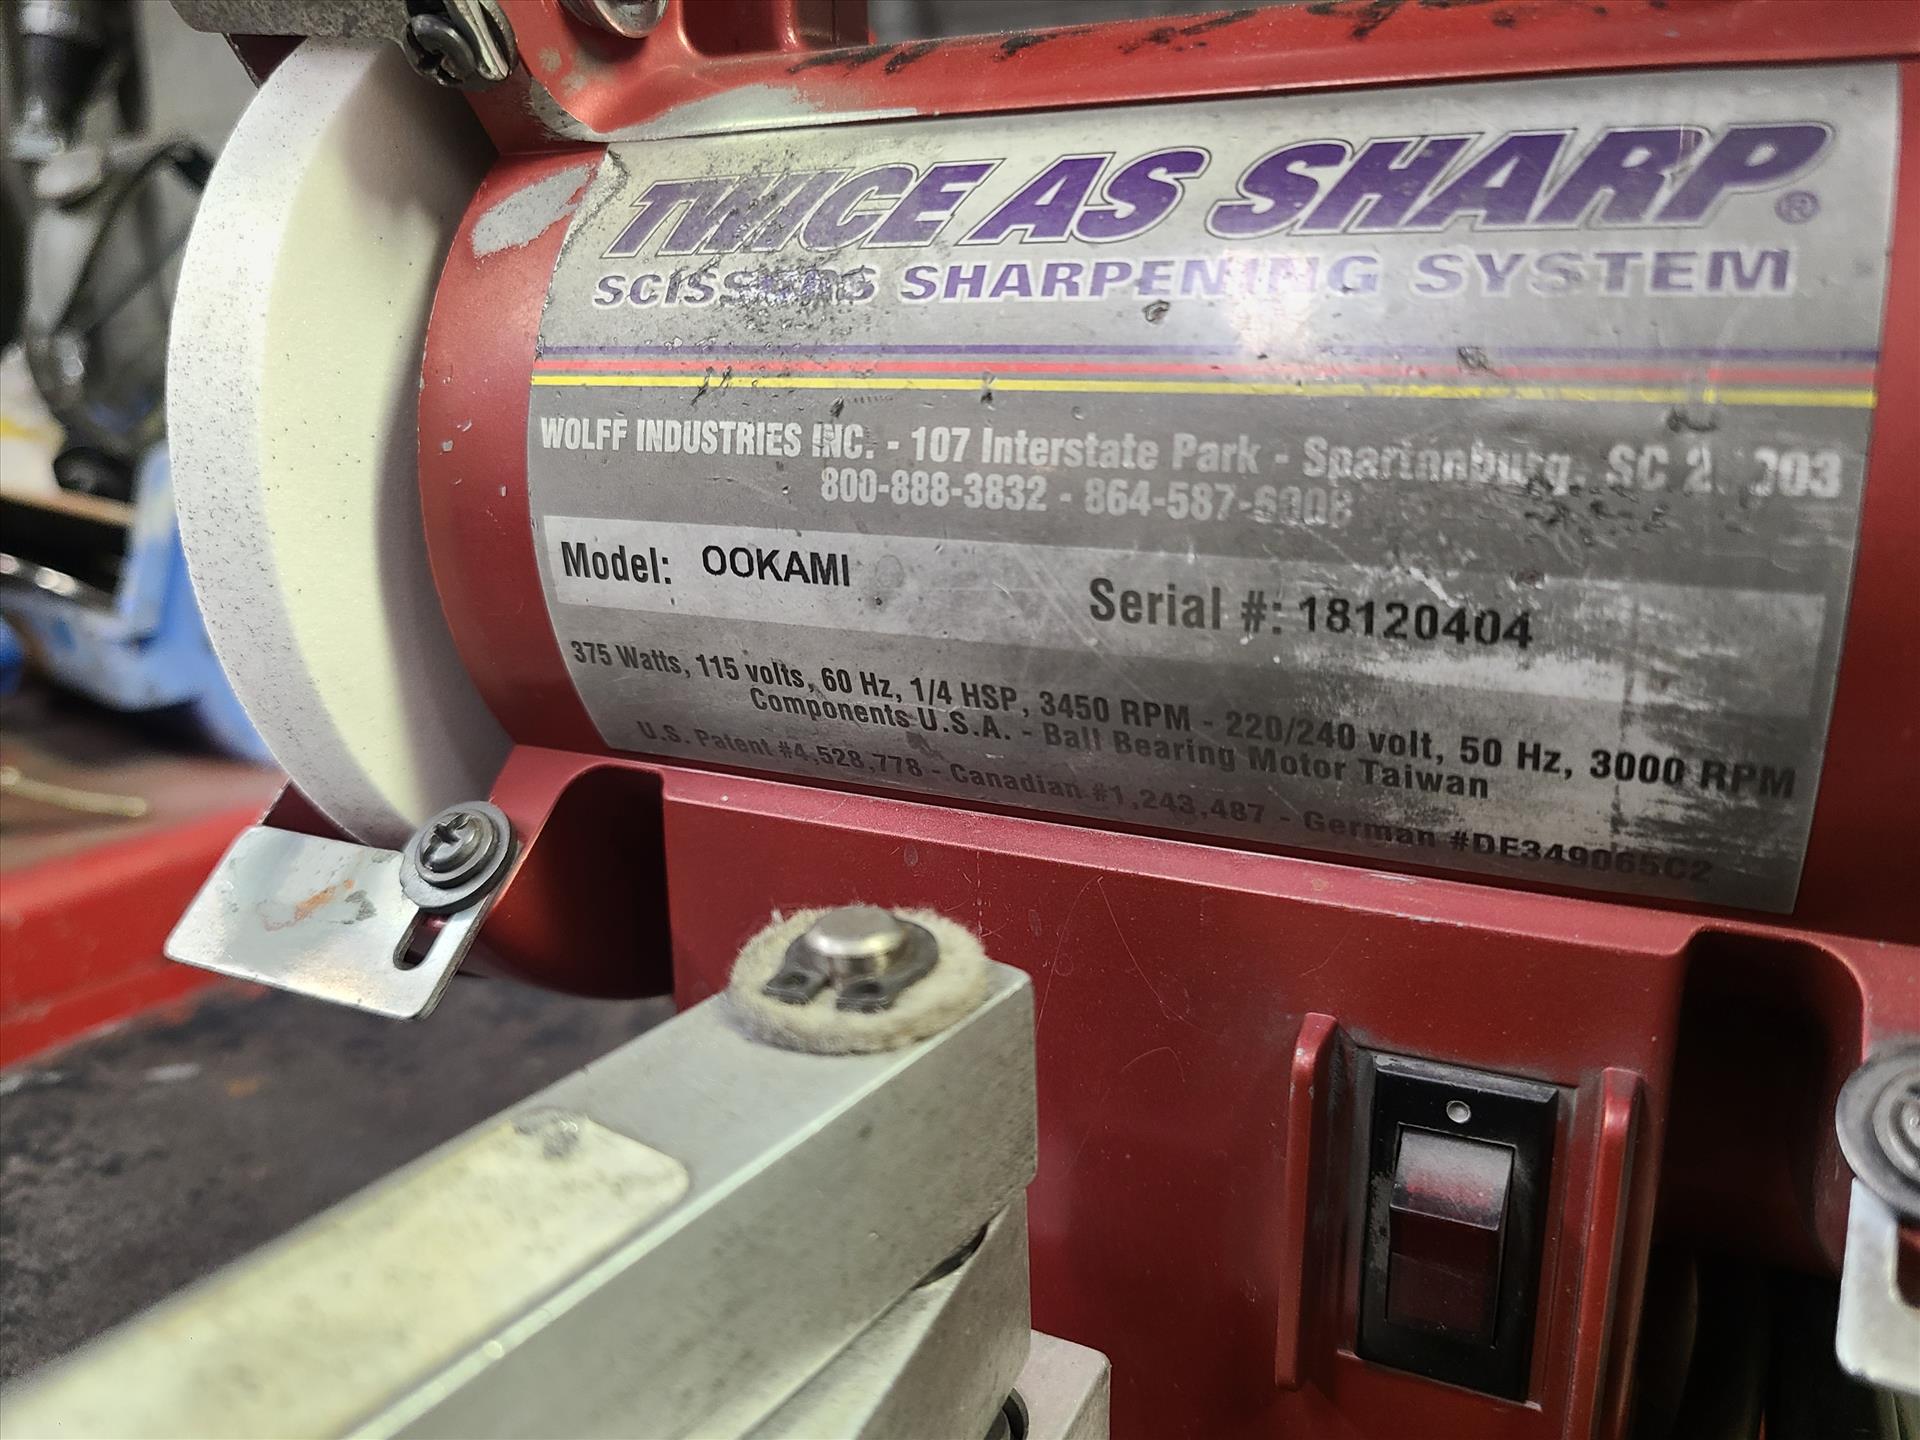 TWICE AS SHARP®
SCISSORS SHARPENING SYSTEM
WOLFF INDUSTRIES INC. - 107 Interstate Park - Spartanburg, SC
800-888-3832 - 864-587-6008
Model: OOKAMI
Serial #: 18120404
375 Watts, 115 volts, 60 Hz, 1/4 HSP, 3450 RPM - 220/240 volt, 50 Hz, 3000 RPM
Components U.S.A. - Ball Bearing Motor Taiwan
U.S. Patent #4,528,778 - Canadian #1,243,487 - German #DE349065C2